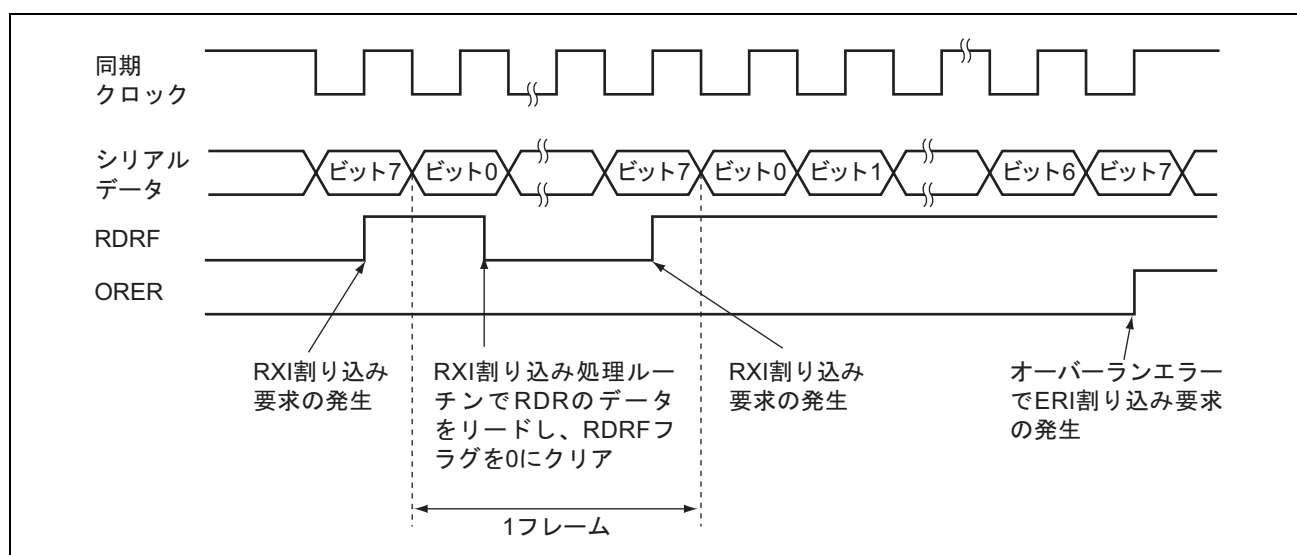 同期
クロック
シリアル
データ
ビット7
ビット0
ビット7
ビット0
ビット1
ビット6
ビット7
RDRF
ORER
RXI割り込み
要求の発生
RXI割り込み処理ルー
チンでRDRのデータ
をリードし、RDRFフ
ラグを0にクリア
RXI割り込み
要求の発生
オーバーランエラー
でERI割り込み要求
の発生
1フレーム